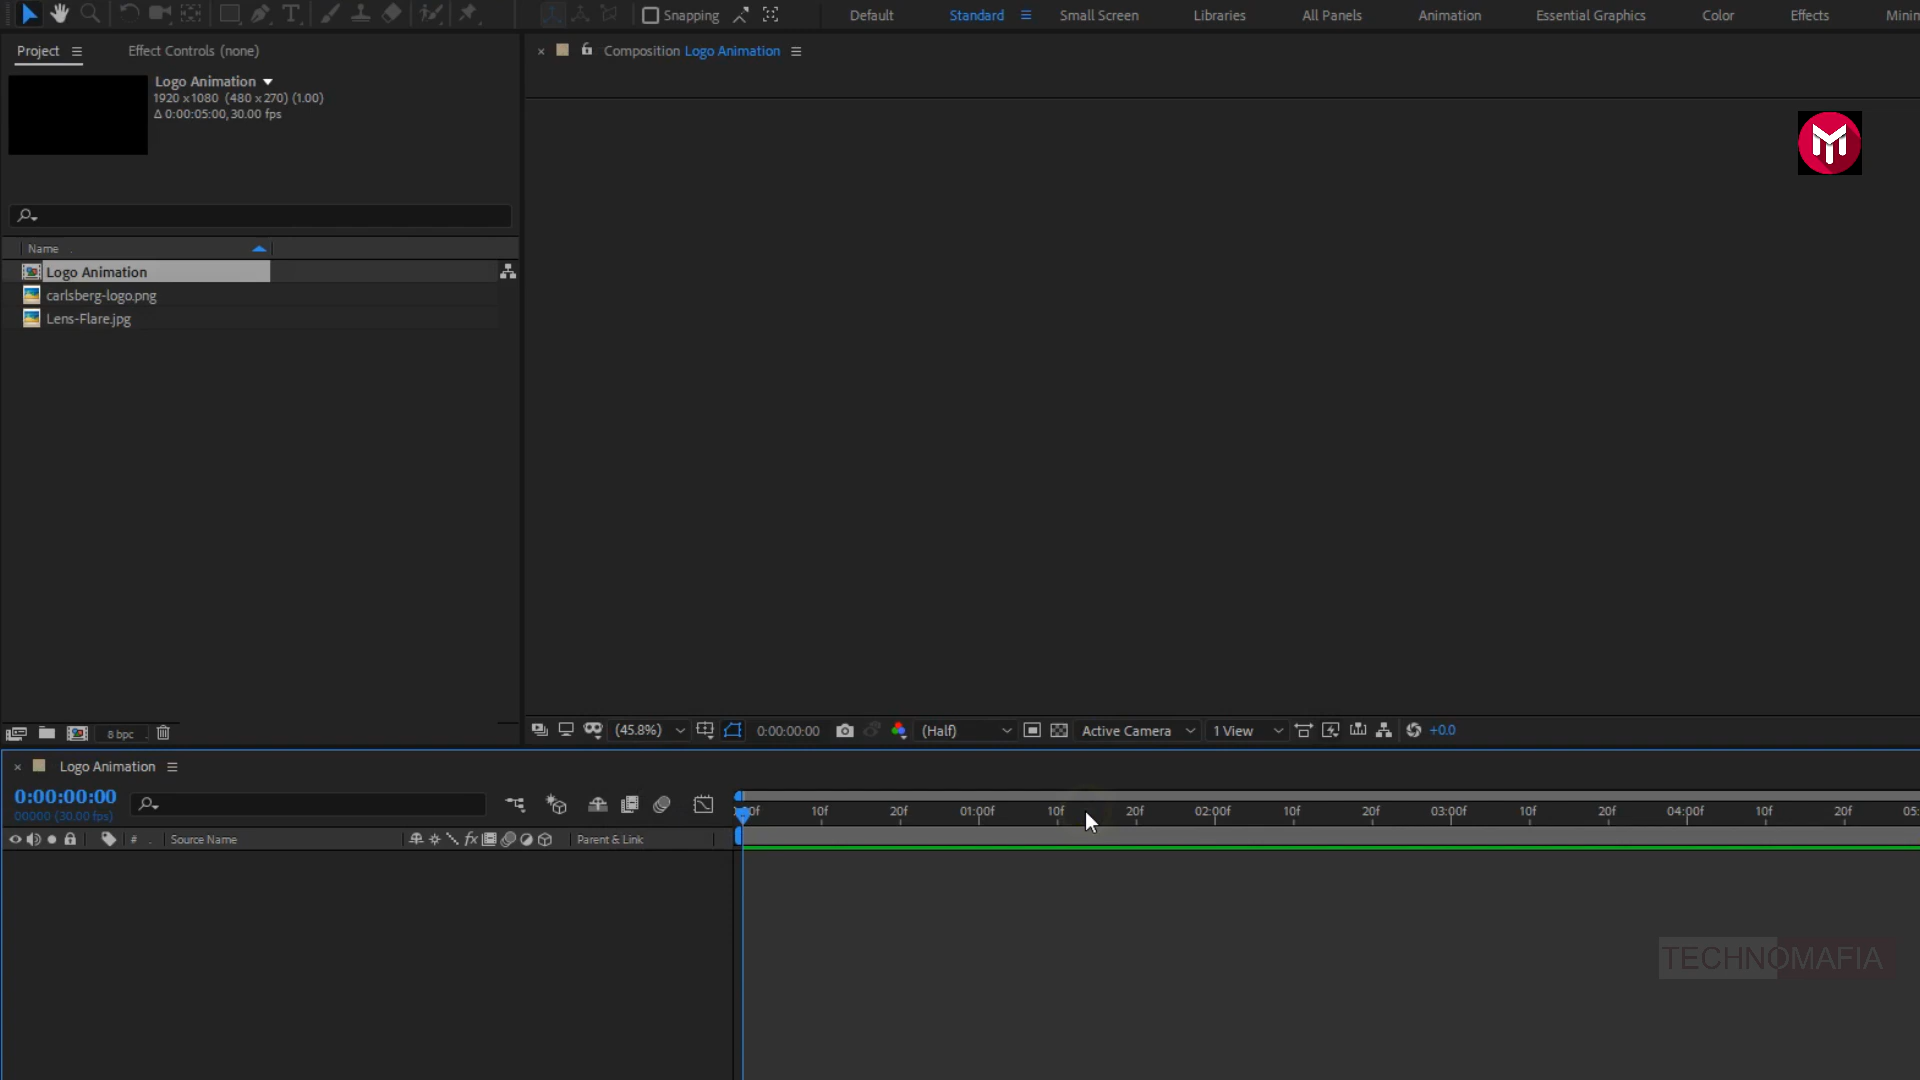 Snapping
Default
Standard
Small Screen
Libraries
All Panels
Animation
Essential Graphics
Color
Effects
Project
Effect Controls (none)
Composition Logo Animation
Logo Animation
1920 x1080 (480 x270) (1.00)
Δ 0:00:05:00, 30.00 fps
Name
Logo Animation
carlsberg-logo.png
Lens-Flare.jpg
8 bpc
(45.8%)
0:00:00:00
(Half)
Active Camera
1 View
+0.0
Logo Animation
0:00:00:00
00000 (30.00 fps)
10f 20f 01:00f 10f 20f 02:00f 10f 20f 03:00f 10f 20f 04:00f 10f 20f
# Source Name
fx
Parent & Link
TECHNOMAFIA